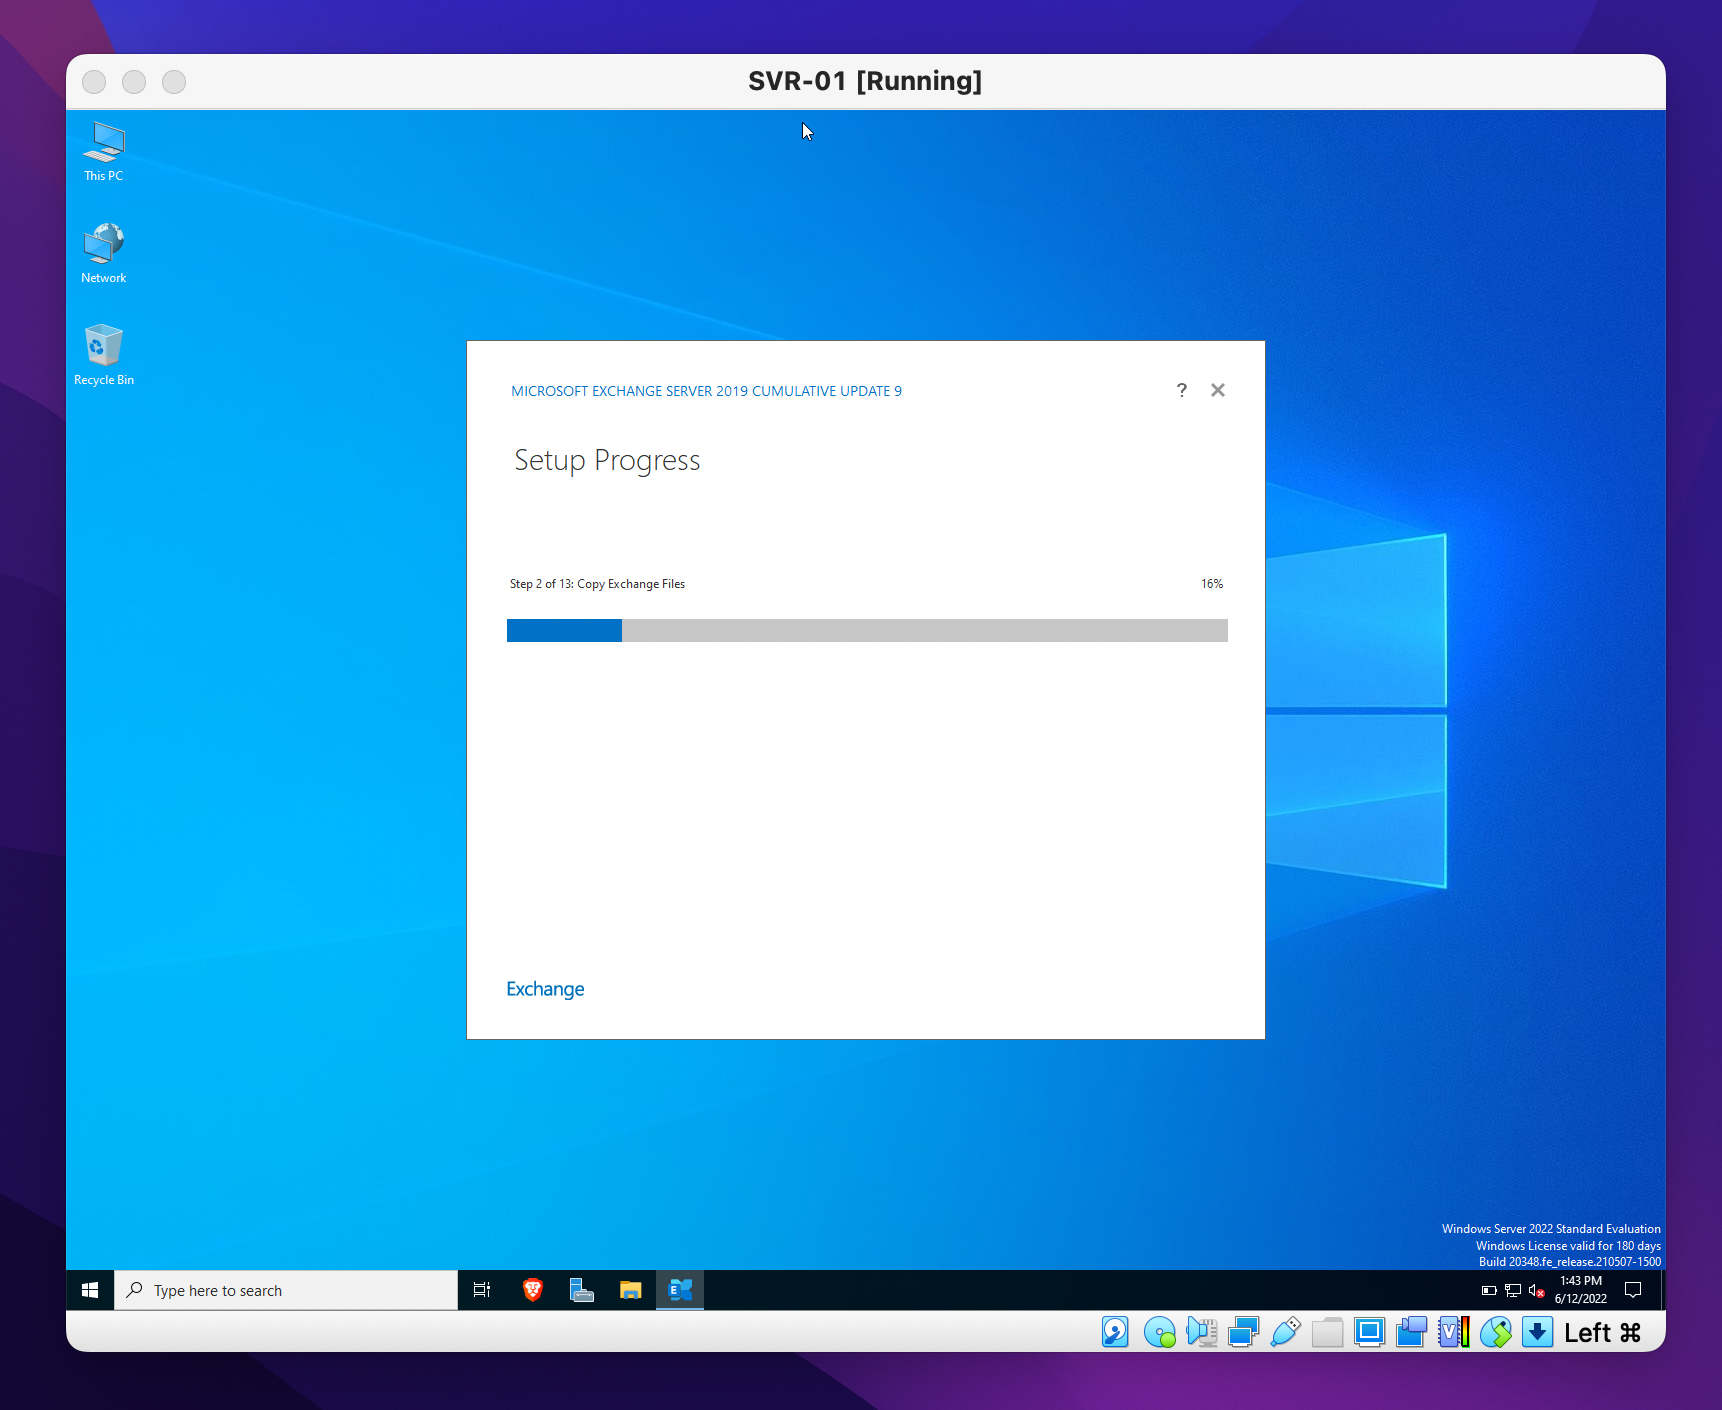 SVR-01 [Running]
This PC
Network
Recycle Bin
MICROSOFT EXCHANGE SERVER 2019 CUMULATIVE UPDATE 9
?
Setup Progress
Step 2 of 13: Copy Exchange Files
16%
Exchange
Windows Server 2022 Standard Evaluation
Windows License valid for 180 days
Build 20348.fe_release.210507-1500
Type here to search
E
1:43 PM
6/12/2022
V
Left ⌘